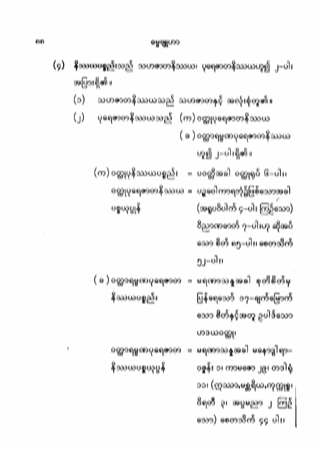 ၈၈ ဓမ္မဗျူဟာ
(၄) နိဿယပစ္စည်းသည် သဟဇာတနိဿယ၊ ပုရေဇာတနိဿယဟူ၍ ၂-ပါး
အပြားရှိ၏။
(၁) သဟဇာတနိဿယသည် သဟဇာတနှင့် အလုံးစုံတူ၏။
(၂) ပုရေဇာတနိဿယသည် (က) ဝတ္ထုပုရေဇာတနိဿယ
(ခ) ဝတ္ထာရမ္မဏပုရေဇာတနိဿယ
ဟူ၍ ၂-ပါးရှိ၏။
(က) ဝတ္ထုပုနိဿယပစ္စည်း = ပဝတ္တိအခါ ဝတ္ထုရုပ် ၆-ပါး၊
ဝတ္ထုပုရေဇာတနိဿယ = ပဉ္စဝေါကာရဘုံ၌ဖြစ်သောအခါ
ပစ္စယုပ္ပန် (အရူပဝိပါက် ၄-ပါး ကြဉ်သော)
ဝိညာဏဓာတ် ၇-ပါးဟု ဆိုအပ်
သော စိတ် ၈၅-ပါး၊ စေတသိက်
၅၂-ပါး၊
(ခ) ဝတ္ထာရမ္မဏပုရေဇာတ = မရဏာသန္နအခါ စုတိစိတ်မှ
နိဿယပစ္စည်း ပြန်ရေသော် ၁၇-ချက်မြောက်
သော စိတ်နှင့်အတူ ဥပါဒ်သော
ဟဒယဝတ္ထု၊
ဝတ္ထာရမ္မဏပုရေဇာတ = မရဏာသန္နအခါ မနောဒွါရာ-
နိဿယပစ္စယုပ္ပန် ဝဇ္ဇန်း ၁၊ ကာမဇော ၂၉၊ တဒါရုံ
၁၁၊ (ဣဿာ၊ မစ္ဆရိယ၊ ကုက္ကုစ္စ၊
ဝိရတီ ၃၊ အပ္ပမညာ ၂ ကြဉ်
သော) စေတသိက် ၄၄ ပါး၊